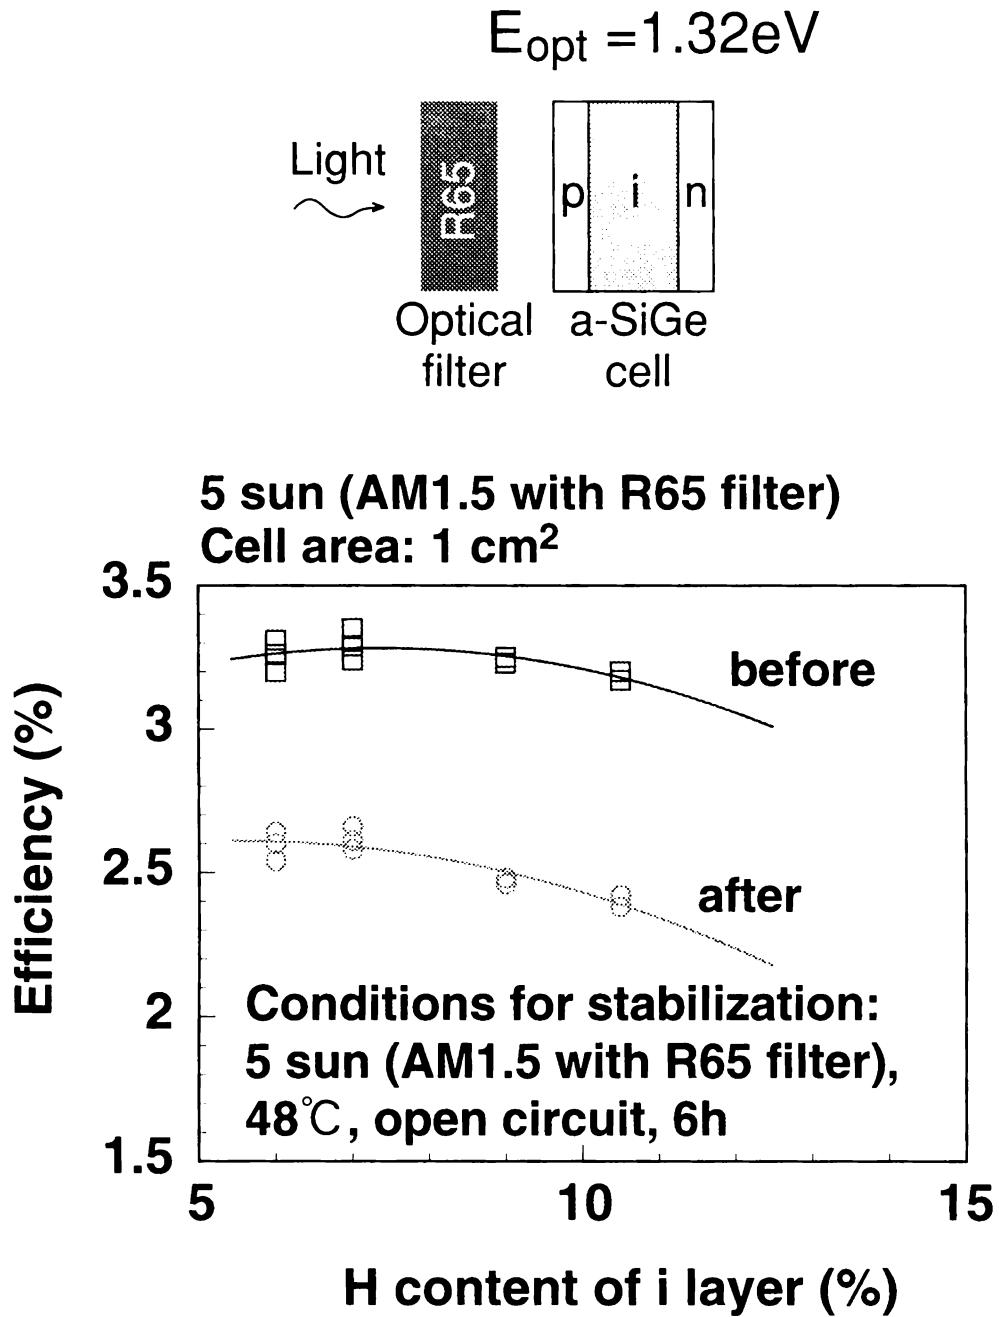 E_opt =1.32eV
Light
R65
p i n
Optical
filter
a-SiGe
cell
5 sun (AM1.5 with R65 filter)
Cell area: 1 cm²
3.5
3
2.5
2
1.5
Efficiency (%)
before
after
Conditions for stabilization:
5 sun (AM1.5 with R65 filter),
48℃, open circuit, 6h
5 10 15
H content of i layer (%)